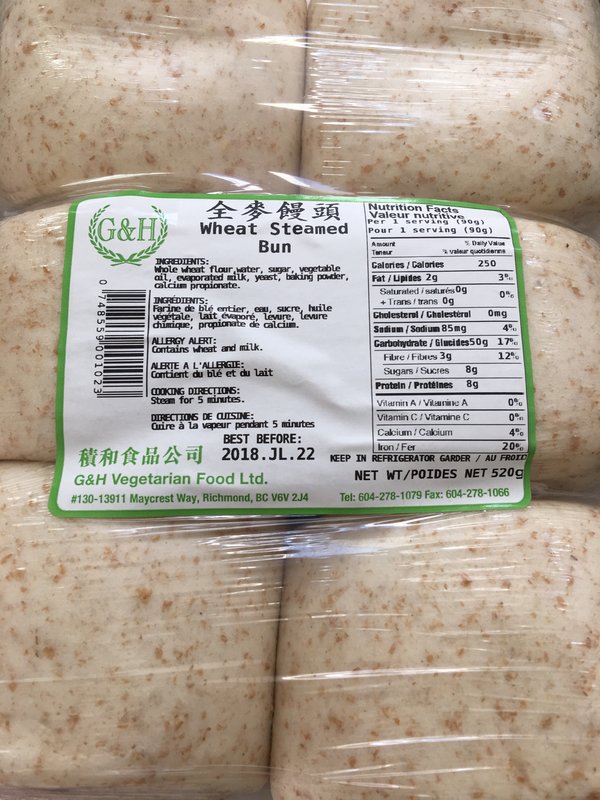 G&H
全麥饅頭
Wheat Steamed
Bun
INGREDIENTS:
Whole wheat flour,water, sugar, vegetable
oil, evaporated milk, yeast, baking powder,
calcium propionate.
INGRÉDIENTS:
Farine de blé entier, eau, sucre, huile
végétale, lait évaporé, levure, levure
chimique, propionate de calcium.
ALLERGY ALERT:
Contains wheat and milk.
ALERTE A L'ALLERGIE:
Contient du blé et du lait
COOKING DIRECTIONS:
Steam for 5 minutes.
DIRECTIONS DE CUISINE:
Cuire à la vapeur pendant 5 minutes
BEST BEFORE:
2018.JL.22
0 748559 001023
Nutrition Facts
Valeur nutritive
Per 1 serving (90g)
Pour 1 serving (90g)
Amount % Daily Value
Teneur % valeur quotidienne
Calories / Calories 250
Fat / Lipides 2g 3%
Saturated / saturés 0g
+ Trans / trans 0g 0%
Cholesterol / Cholestérol 0mg
Sodium / Sodium 85mg 4%
Carbohydrate / Glucides 50g 17%
Fibre / Fibres 3g 12%
Sugars / Sucres 8g
Protein / Protéines 8g
Vitamin A / Vitamine A 0%
Vitamin C / Vitamine C 0%
Calcium / Calcium 4%
Iron / Fer 20%
KEEP IN REFRIGERATOR GARDER / AU FROID
NET WT/POIDES NET 520g
積和食品公司
G&H Vegetarian Food Ltd.
#130-13911 Maycrest Way, Richmond, BC V6V 2J4 Tel: 604-278-1079 Fax: 604-278-1066